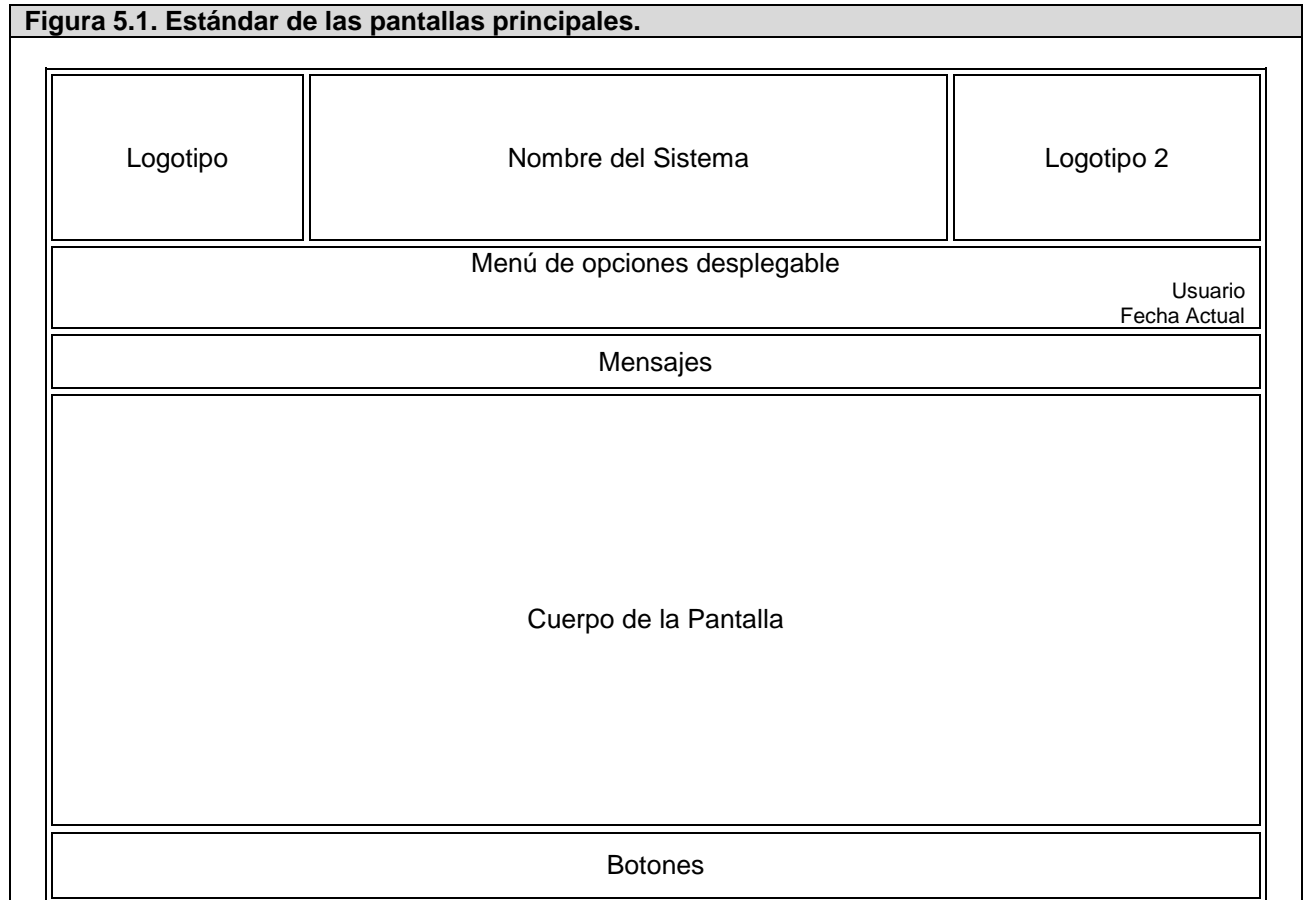 Figura 5.1. Estándar de las pantallas principales.
Logotipo
Nombre del Sistema
Logotipo 2
Menú de opciones desplegable
Usuario
Fecha Actual
Mensajes
Cuerpo de la Pantalla
Botones